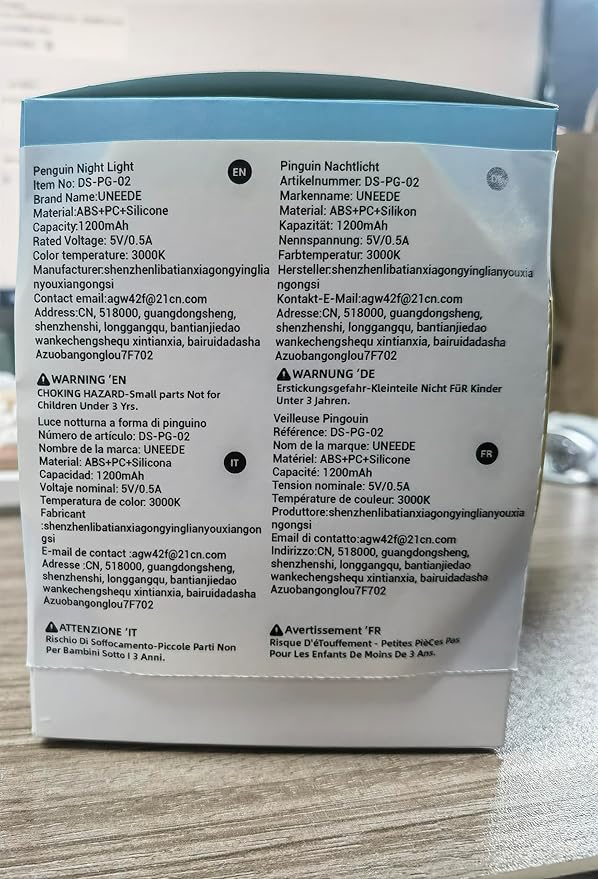 Penguin Night Light
EN
Item No: DS-PG-02
Brand Name:UNEEDE
Material:ABS+PC+Silicone
Capacity:1200mAh
Rated Voltage: 5V/0.5A
Color temperature: 3000K
Manufacturer:shenzhenlibatianxiagongyinglia
nyouxiangongsi
Contact email:agw42f@21cn.com
Address:CN, 518000, guangdongsheng,
shenzhenshi, longgangqu, bantianjiedao
wankechengshequ xintianxia, bairuidadasha
Azuobangonglou7F702
WARNING 'EN
CHOKING HAZARD-Small parts Not for
Children Under 3 Yrs.
Pinguin Nachtlicht
DE
Artikelnummer: DS-PG-02
Markenname: UNEEDE
Material: ABS+PC+Silikon
Kapazität: 1200mAh
Nennspannung: 5V/0.5A
Farbtemperatur: 3000K
Hersteller:shenzhenlibatianxiagongyinglianyouxia
ngongsi
Kontakt-E-Mail:agw42f@21cn.com
Adresse:CN, 518000, guangdongsheng,
shenzhenshi, longgangqu, bantianjiedao
wankechengshequ xintianxia, bairuidadasha
Azuobangonglou7F702
WARNUNG 'DE
Erstickungsgefahr-Kleinteile Nicht FüR Kinder
Unter 3 Jahren.
Luce notturna a forma di pinguino
Número de artículo: DS-PG-02
Nombre de la marca: UNEEDE
Material: ABS+PC+Silicona
IT
Capacidad: 1200mAh
Voltaje nominal: 5V/0.5A
Temperatura de color: 3000K
Fabricant
:shenzhenlibatianxiagongyinglianyouxiangon
gsi
E-mail de contact :agw42f@21cn.com
Adresse :CN, 518000, guangdongsheng,
shenzhenshi, longgangqu, bantianjiedao
wankechengshequ xintianxia, bairuidadasha
Azuobangonglou7F702
ATTENZIONE 'IT
Rischio Di Soffocamento-Piccole Parti Non
Per Bambini Sotto I 3 Anni.
Veilleuse Pingouin
Référence: DS-PG-02
Nom de la marque: UNEEDE
FR
Matériel: ABS+PC+Silicone
Capacité: 1200mAh
Tension nominale: 5V/0.5A
Température de couleur: 3000K
Produttore:shenzhenlibatianxiagongyinglianyouxia
ngongsi
Email di contatto:agw42f@21cn.com
Indirizzo:CN, 518000, guangdongsheng,
shenzhenshi, longgangqu, bantianjiedao
wankechengshequ xintianxia, bairuidadasha
Azuobangonglou7F702
Avertissement 'FR
Risque D'éTouffement - Petites PièCes Pas
Pour Les Enfants De Moins De 3 Ans.